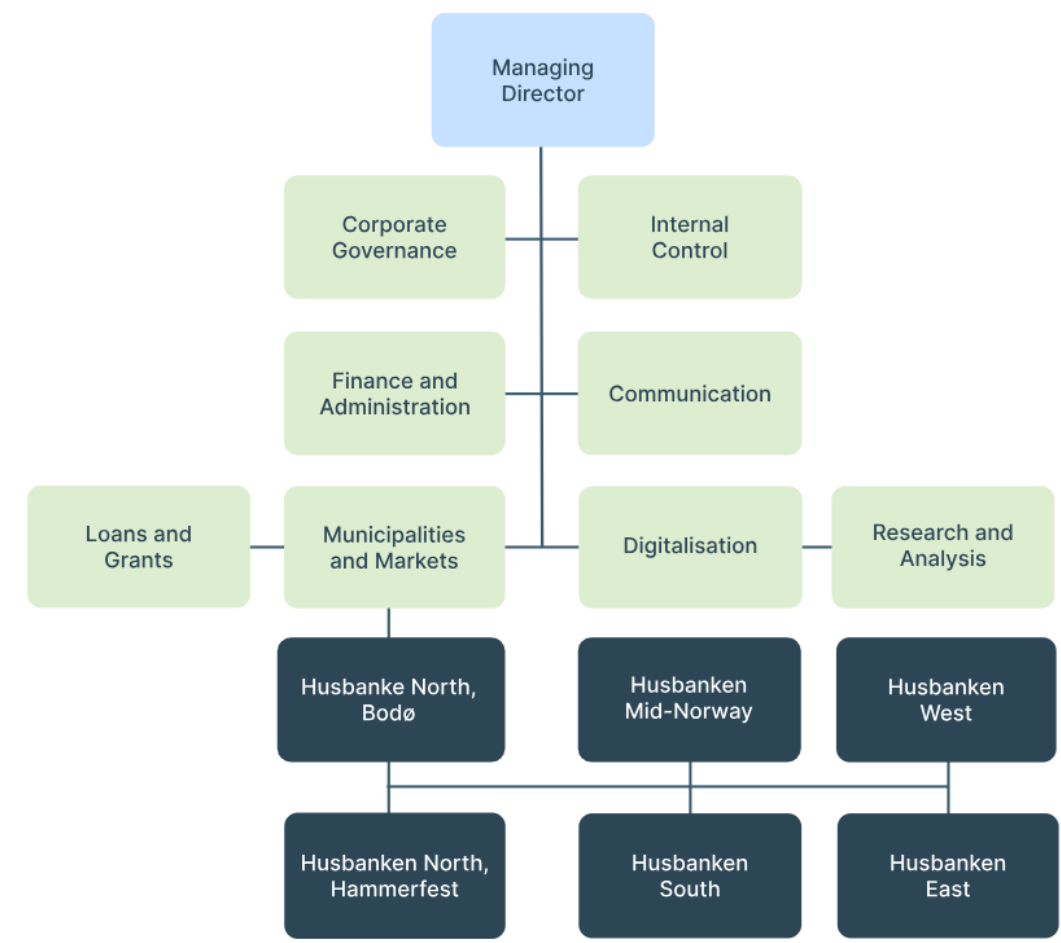 Managing
Director
Corporate
Governance
Internal
Control
Finance and
Administration
Communication
Loans and
Grants
Municipalities
and Markets
Digitalisation
Research and
Analysis
Husbanke North,
Bodø
Husbanken
Mid-Norway
Husbanken
West
Husbanken North,
Hammerfest
Husbanken
South
Husbanken
East